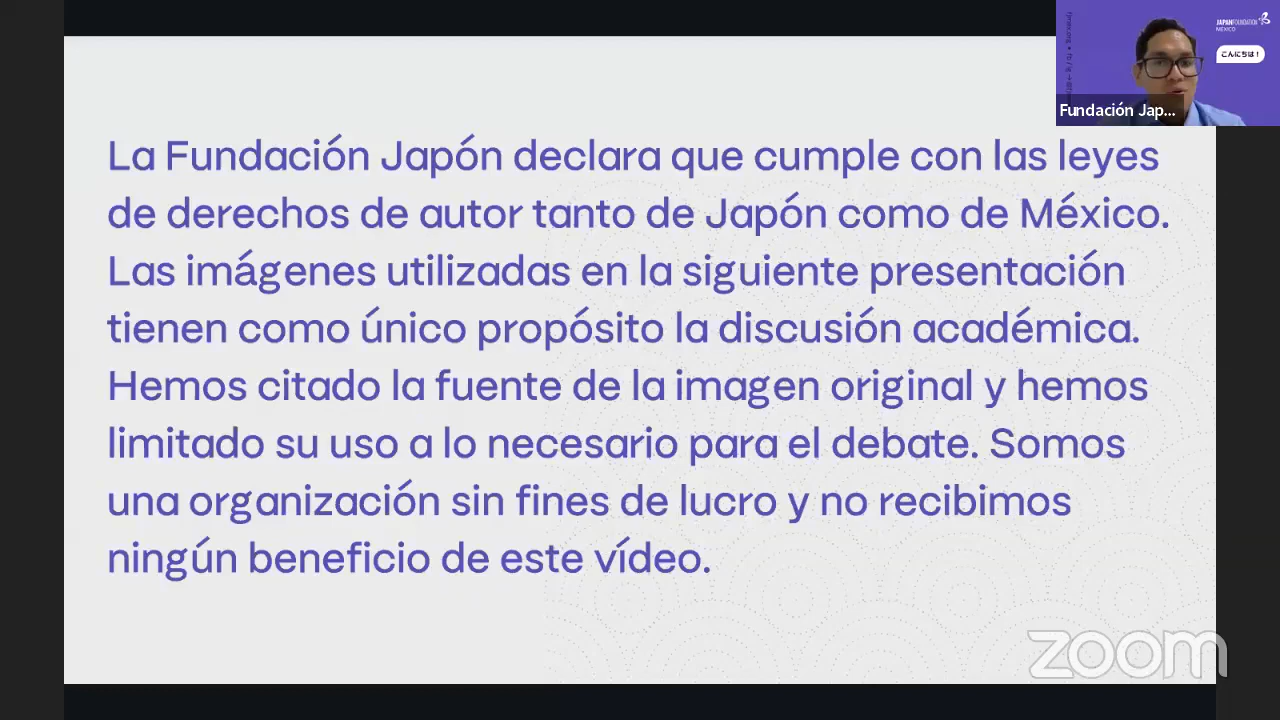 La Fundación Japón declara que cumple con las leyes
de derechos de autor tanto de Japón como de México.
Las imágenes utilizadas en la siguiente presentación
tienen como único propósito la discusión académica.
Hemos citado la fuente de la imagen original y hemos
limitado su uso a lo necesario para el debate. Somos
una organización sin fines de lucro y no recibimos
ningún beneficio de este vídeo.
JAPANFOUNDATION
MÉXICO
こんにちは！
Fundación Jap...
zoom